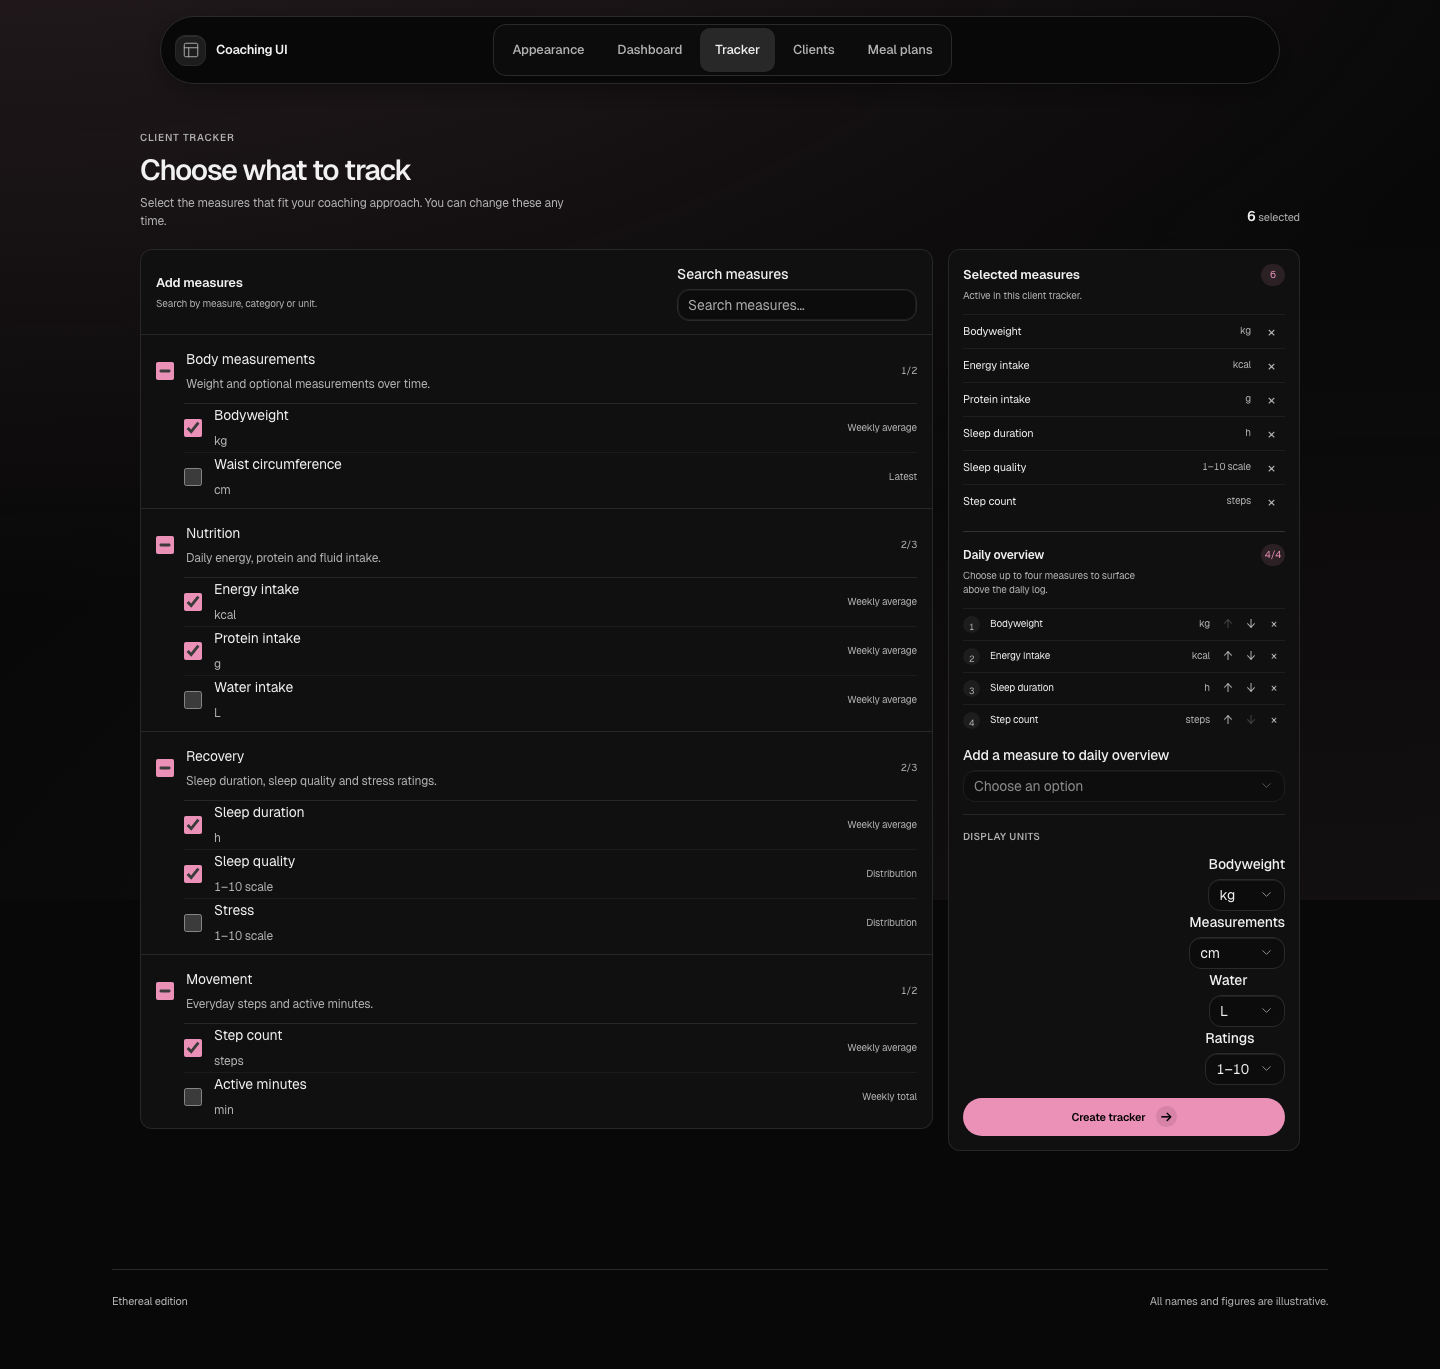 Coaching UI
Appearance
Dashboard
Tracker
Clients
Meal plans
CLIENT TRACKER
Choose what to track
Select the measures that fit your coaching approach. You can change these any
time.
6 selected
Add measures
Search by measure, category or unit.
Search measures
Search measures...
Body measurements
Weight and optional measurements over time.
1/2
Bodyweight
kg
Weekly average
Waist circumference
cm
Latest
Nutrition
Daily energy, protein and fluid intake.
2/3
Energy intake
kcal
Weekly average
Protein intake
g
Weekly average
Water intake
L
Weekly average
Recovery
Sleep duration, sleep quality and stress ratings.
2/3
Sleep duration
h
Weekly average
Sleep quality
1–10 scale
Distribution
Stress
1–10 scale
Distribution
Movement
Everyday steps and active minutes.
1/2
Step count
steps
Weekly average
Active minutes
min
Weekly total
Selected measures
6
Active in this client tracker.
Bodyweight kg ×
Energy intake kcal ×
Protein intake g ×
Sleep duration h ×
Sleep quality 1–10 scale ×
Step count steps ×
Daily overview
4/4
Choose up to four measures to surface
above the daily log.
1 Bodyweight kg ↑ ↓ ×
2 Energy intake kcal ↑ ↓ ×
3 Sleep duration h ↑ ↓ ×
4 Step count steps ↑ ↓ ×
Add a measure to daily overview
Choose an option
DISPLAY UNITS
Bodyweight
kg
Measurements
cm
Water
L
Ratings
1–10
Create tracker →
Ethereal edition
All names and figures are illustrative.